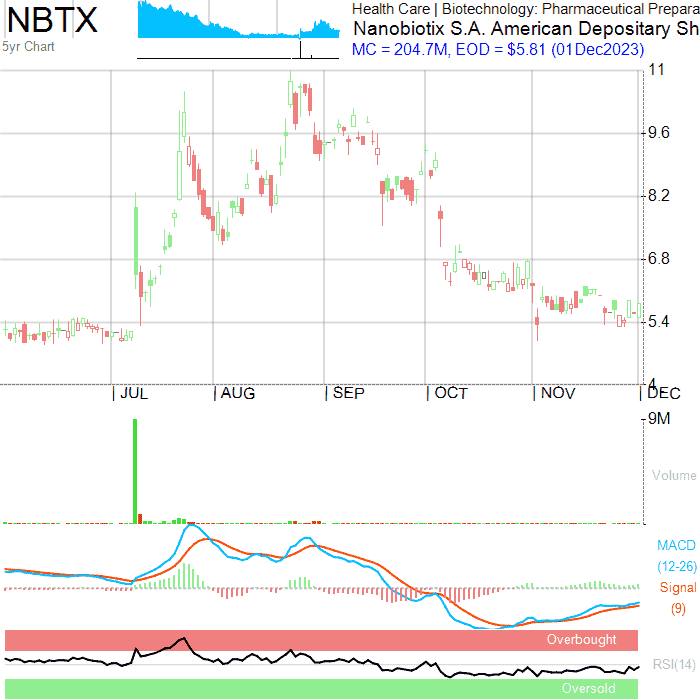 NBTX
5yr Chart
Health Care | Biotechnology: Pharmaceutical Prepara
Nanobiotix S.A. American Depositary Sh
MC = 204.7M, EOD = $5.81 (01Dec2023)
11
9.6
8.2
6.8
5.4
4
JUL AUG SEP OCT NOV DEC
9M
Volume
MACD
(12-26)
Signal
(9)
Overbought
RSI(14)
Oversold